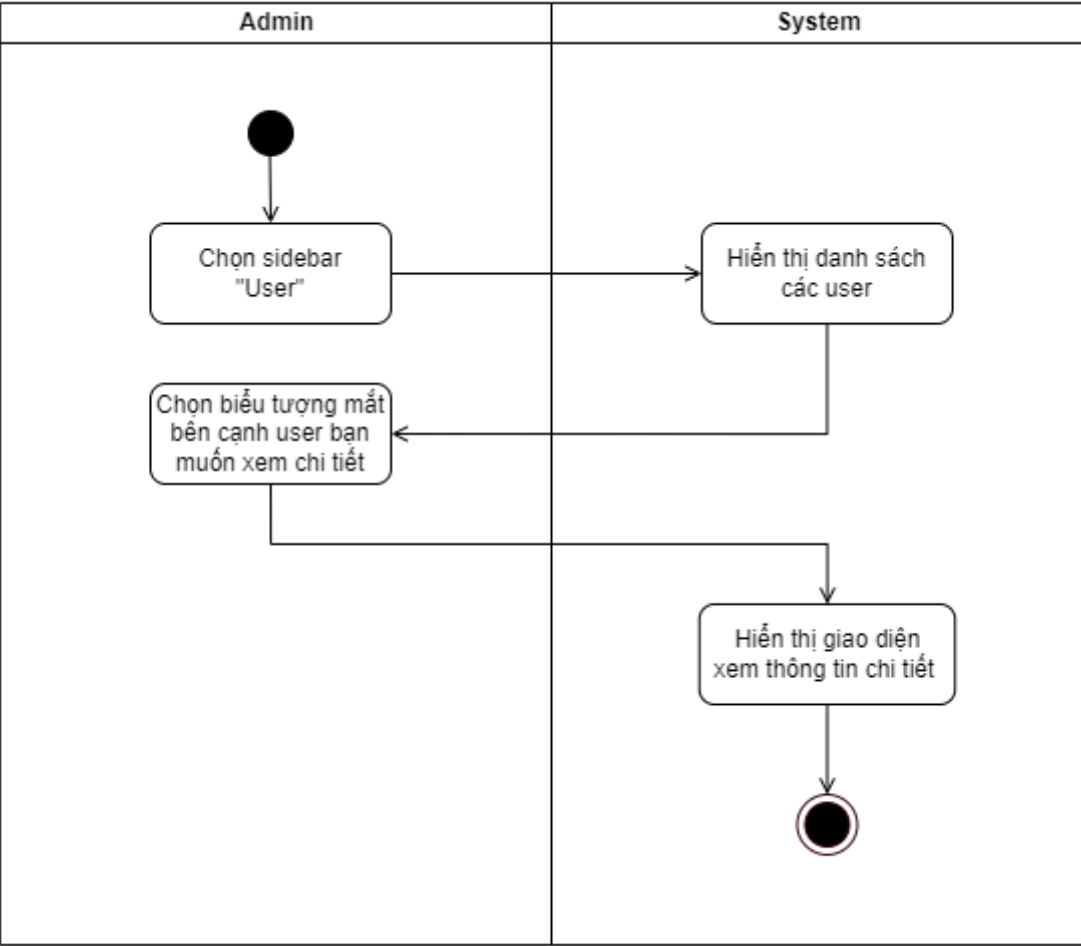 Admin
System
Chọn sidebar
"User"
Hiển thị danh sách
các user
Chọn biểu tượng mắt
bên cạnh user bạn
muốn xem chi tiết
Hiển thị giao diện
xem thông tin chi tiết